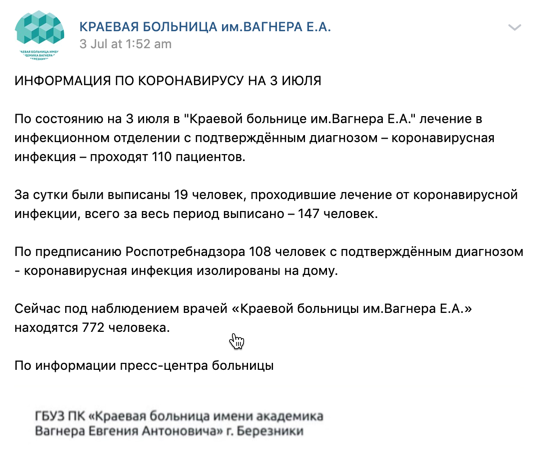 КРАЕВАЯ БОЛЬНИЦА им.ВАГНЕРА Е.А.
3 Jul at 1:52 am
ИНФОРМАЦИЯ ПО КОРОНАВИРУСУ НА 3 ИЮЛЯ
По состоянию на 3 июля в "Краевой больнице им.Вагнера Е.А." лечение в
инфекционном отделении с подтверждённым диагнозом – коронавирусная
инфекция – проходят 110 пациентов.
За сутки были выписаны 19 человек, проходившие лечение от коронавирусной
инфекции, всего за весь период выписано – 147 человек.
По предписанию Роспотребнадзора 108 человек с подтверждённым диагнозом
- коронавирусная инфекция изолированы на дому.
Сейчас под наблюдением врачей «Краевой больницы им.Вагнера Е.А.»
находятся 772 человека.
По информации пресс-центра больницы
ГБУЗ ПК «Краевая больница имени академика
Вагнера Евгения Антоновича» г. Березники